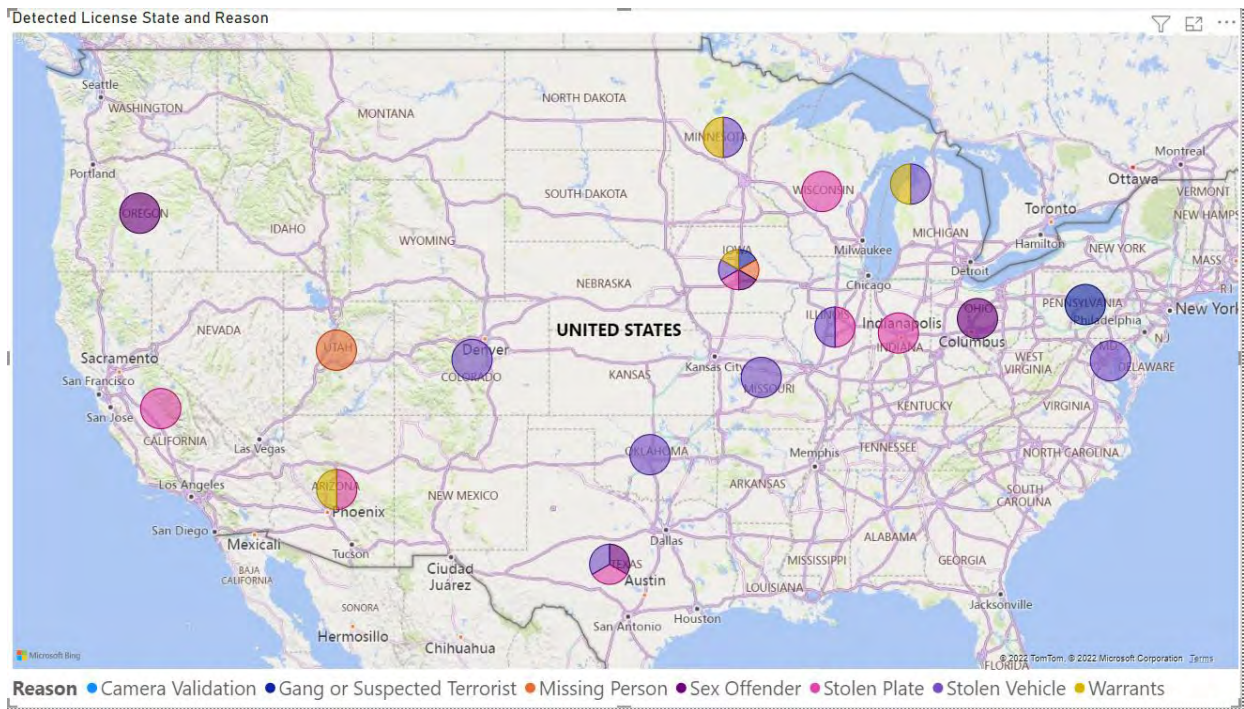 Detected License State and Reason
Seattle
WASHINGTON
MONTANA
NORTH DAKOTA
MINNESOTA
Montreal
Portland
Ottawa
VERMONT
OREGON
IDAHO
SOUTH DAKOTA
WISCONSIN
Toronto
NEW HAMPS
WYOMING
MICHIGAN
Hamilton
NEW YORK
IOWA
Milwaukee
MASS
Detroit
NEBRASKA
Chicago
R I
PENNSYLVANIA
New York
NEVADA
UNITED STATES
ILLINOIS
Indianapolis
OHIO
Philadelphia
UTAH
Denver
INDIANA
Columbus
NJ
Sacramento
COLORADO
Kansas City
WEST
VIRGINIA
DELAWARE
San Francisco
KANSAS
MISSOURI
San Jose
KENTUCKY
VIRGINIA
CALIFORNIA
Las Vegas
OKLAHOMA
Memphis
TENNESSEE
NORTH CAROLINA
Los Angeles
ARIZONA
NEW MEXICO
ARKANSAS
SOUTH
CAROLINA
Phoenix
San Diego
Mexicali
Tucson
Dallas
MISSISSIPPI
ALABAMA
GEORGIA
BAJA
CALIFORNIA
Ciudad
Juárez
TEXAS
Austin
LOUISIANA
SONORA
Jacksonville
Hermosillo
Chihuahua
San Antonio
Houston
FLORIDA
Microsoft Bing
© 2022 TomTom, © 2022 Microsoft Corporation Terms
Reason Camera Validation Gang or Suspected Terrorist Missing Person Sex Offender Stolen Plate Stolen Vehicle Warrants